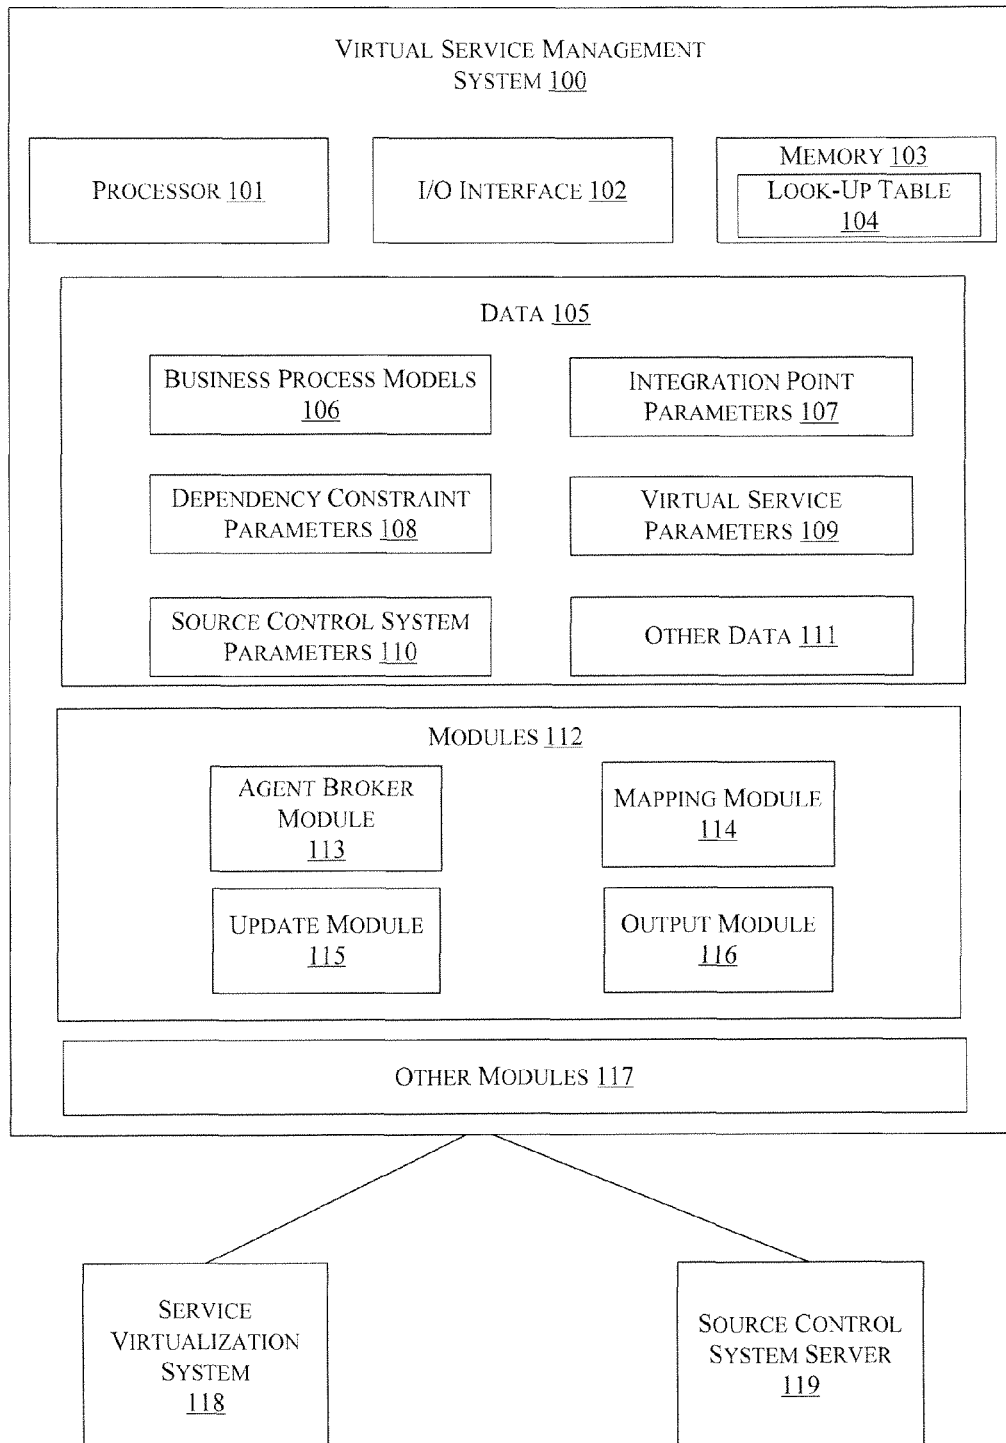 VIRTUAL SERVICE MANAGEMENT
SYSTEM 100
PROCESSOR 101
I/O INTERFACE 102
MEMORY 103
LOOK-UP TABLE
104
DATA 105
BUSINESS PROCESS MODELS
106
INTEGRATION POINT
PARAMETERS 107
DEPENDENCY CONSTRAINT
PARAMETERS 108
VIRTUAL SERVICE
PARAMETERS 109
SOURCE CONTROL SYSTEM
PARAMETERS 110
OTHER DATA 111
MODULES 112
AGENT BROKER
MODULE
113
MAPPING MODULE
114
UPDATE MODULE
115
OUTPUT MODULE
116
OTHER MODULES 117
SERVICE
VIRTUALIZATION
SYSTEM
118
SOURCE CONTROL
SYSTEM SERVER
119